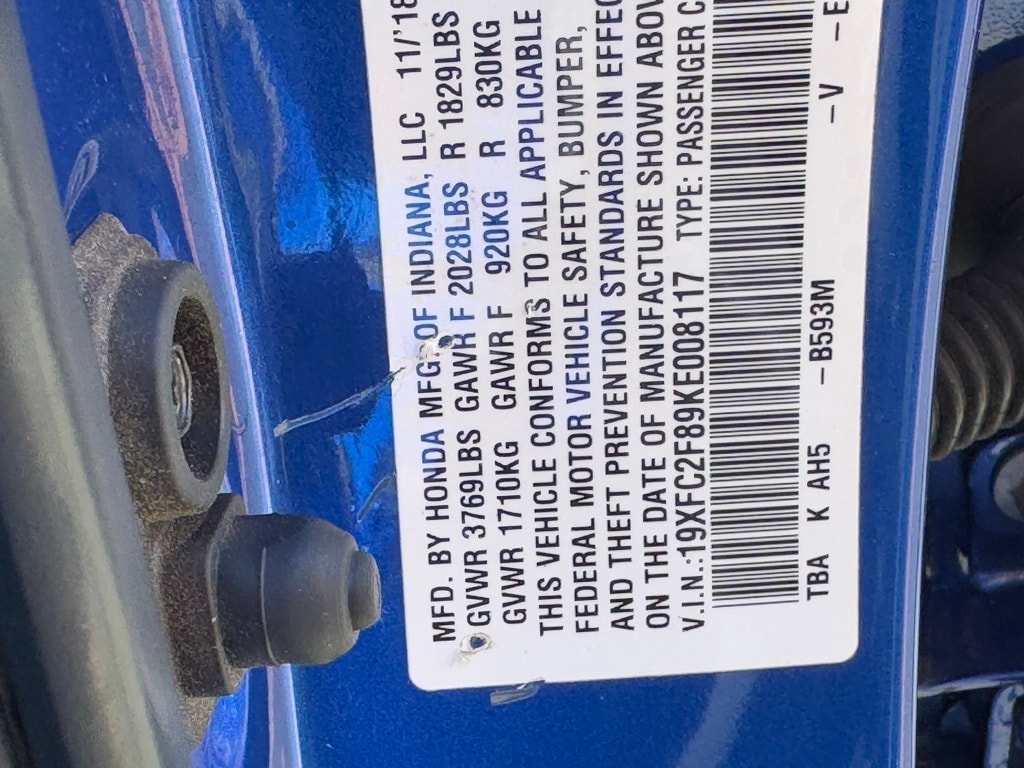 MFD. BY HONDA MFG OF INDIANA, LLC 11/'18
GVWR 3769LBS GAWR F 2028LBS R 1829LBS
GVWR 1710KG GAWR F 920KG R 830KG
THIS VEHICLE CONFORMS TO ALL APPLICABLE
FEDERAL MOTOR VEHICLE SAFETY, BUMPER,
AND THEFT PREVENTION STANDARDS IN EFFEC
ON THE DATE OF MANUFACTURE SHOWN ABOV
V.I.N.:19XFC2F89KE008117 TYPE: PASSENGER C
TBA K AH5 -B593M -V -E